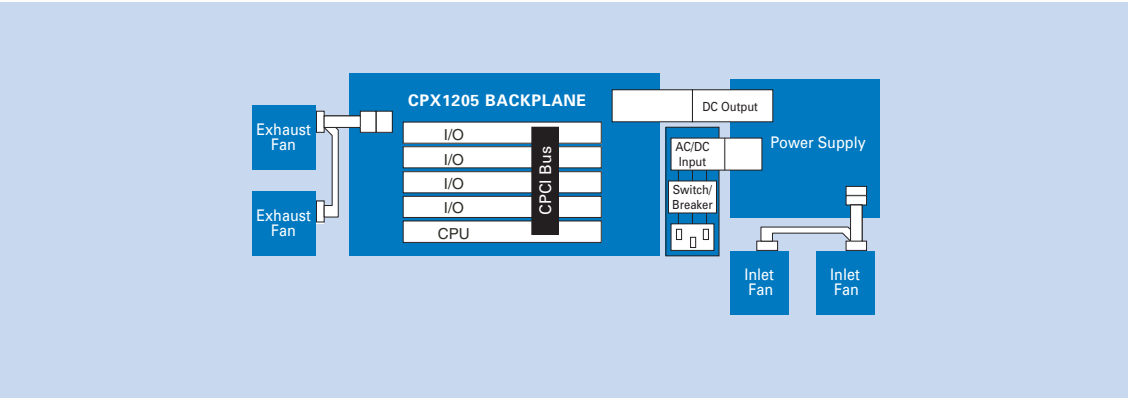 CPX1205 BACKPLANE
Exhaust
Fan
Exhaust
Fan
I/O
I/O
I/O
I/O
CPU
CPCI Bus
DC Output
AC/DC
Input
Switch/
Breaker
Power Supply
Inlet
Fan
Inlet
Fan